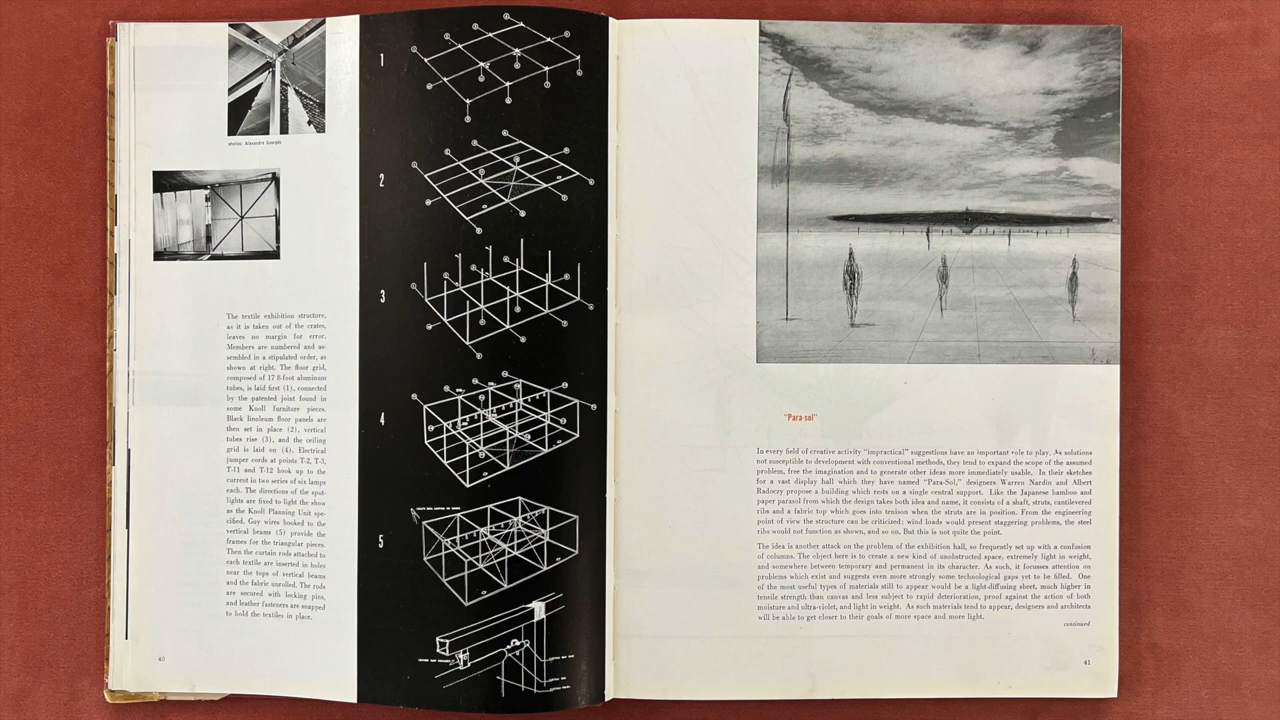 photos: Alexandre Georges
The textile exhibition structure,
as it is taken out of the crates,
leaves no margin for error.
Members are numbered and as-
sembled in a stipulated order, as
shown at right. The floor grid,
composed of 17 8-foot aluminum
tubes, is laid first (1), connected
by the patented joint found in
some Knoll furniture pieces.
Black linoleum floor panels are
then set in place (2), vertical
tubes rise (3), and the ceiling
grid is laid on (4). Electrical
jumper cords at points T-2, T-3,
T-11 and T-12 hook up to the
current in two series of six lamps
each. The directions of the spot-
lights are fixed to light the show
as the Knoll Planning Unit spe-
cified. Guy wires hooked to the
vertical beams (5) provide the
frames for the triangular pieces.
Then the curtain rods attached to
each textile are inserted in holes
near the tops of vertical beams
and the fabric unrolled. The rods
are secured with locking pins,
and leather fasteners are snapped
to hold the textiles in place.
40
1
2
3
4
5
"Para-sol"
In every field of creative activity "impractical" suggestions have an important role to play. As solutions
not susceptible to development with conventional methods, they tend to expand the scope of the assumed
problem, free the imagination and to generate other ideas more immediately usable. In their sketches
for a vast display hall which they have named "Para-Sol," designers Warren Nardin and Albert
Radoczy propose a building which rests on a single central support. Like the Japanese bamboo and
paper parasol from which the design takes both idea and name, it consists of a shaft, struts, cantilevered
ribs and a fabric top which goes into tenison when the struts are in position. From the engineering
point of view the structure can be criticized: wind loads would present staggering problems, the steel
ribs would not function as shown, and so on. But this is not quite the point.
The idea is another attack on the problem of the exhibition hall, so frequently set up with a confusion
of columns. The object here is to create a new kind of unobstructed space, extremely light in weight,
and somewhere between temporary and permanent in its character. As such, it focusses attention on
problems which exist and suggests even more strongly some technological gaps yet to be filled. One
of the most useful types of materials still to appear would be a light-diffusing sheet, much higher in
tensile strength than canvas and less subject to rapid deterioration, proof against the action of both
moisture and ultra-violet, and light in weight. As such materials tend to appear, designers and architects
will be able to get closer to their goals of more space and more light.
continued
41